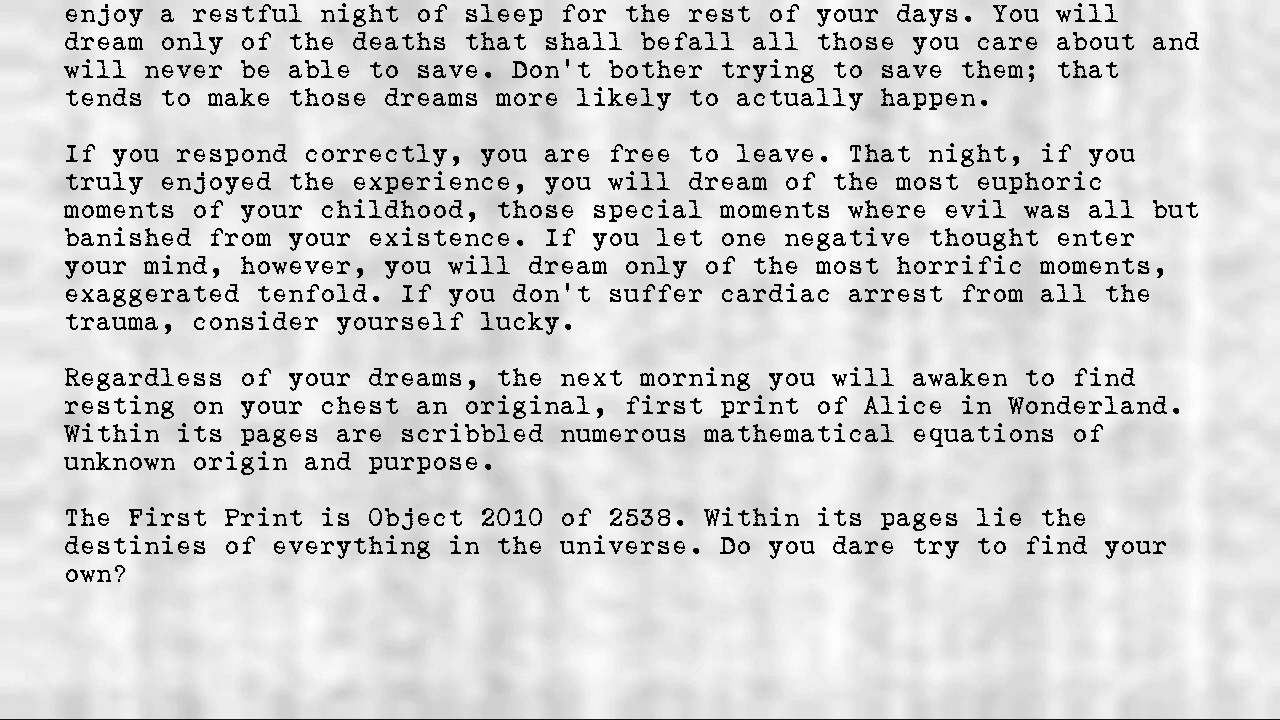 enjoy a restful night of sleep for the rest of your days. You will
dream only of the deaths that shall befall all those you care about and
will never be able to save. Don't bother trying to save them; that
tends to make those dreams more likely to actually happen.
If you respond correctly, you are free to leave. That night, if you
truly enjoyed the experience, you will dream of the most euphoric
moments of your childhood, those special moments where evil was all but
banished from your existence. If you let one negative thought enter
your mind, however, you will dream only of the most horrific moments,
exaggerated tenfold. If you don't suffer cardiac arrest from all the
trauma, consider yourself lucky.
Regardless of your dreams, the next morning you will awaken to find
resting on your chest an original, first print of Alice in Wonderland.
Within its pages are scribbled numerous mathematical equations of
unknown origin and purpose.
The First Print is Object 2010 of 2538. Within its pages lie the
destinies of everything in the universe. Do you dare try to find your
own?